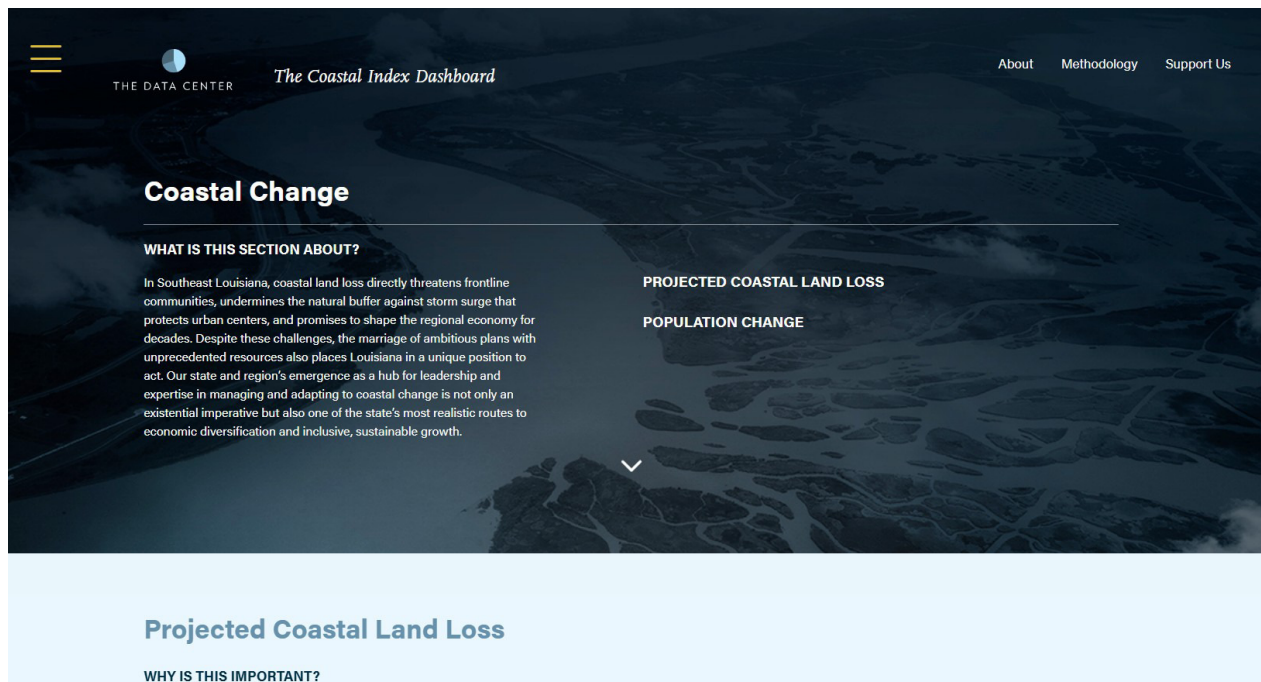 THE DATA CENTER
The Coastal Index Dashboard
About
Methodology
Support Us
Coastal Change
WHAT IS THIS SECTION ABOUT?
In Southeast Louisiana, coastal land loss directly threatens frontline
communities, undermines the natural buffer against storm surge that
protects urban centers, and promises to shape the regional economy for
decades. Despite these challenges, the marriage of ambitious plans with
unprecedented resources also places Louisiana in a unique position to
act. Our state and region's emergence as a hub for leadership and
expertise in managing and adapting to coastal change is not only an
existential imperative but also one of the state's most realistic routes to
economic diversification and inclusive, sustainable growth.
PROJECTED COASTAL LAND LOSS
POPULATION CHANGE
Projected Coastal Land Loss
WHY IS THIS IMPORTANT?